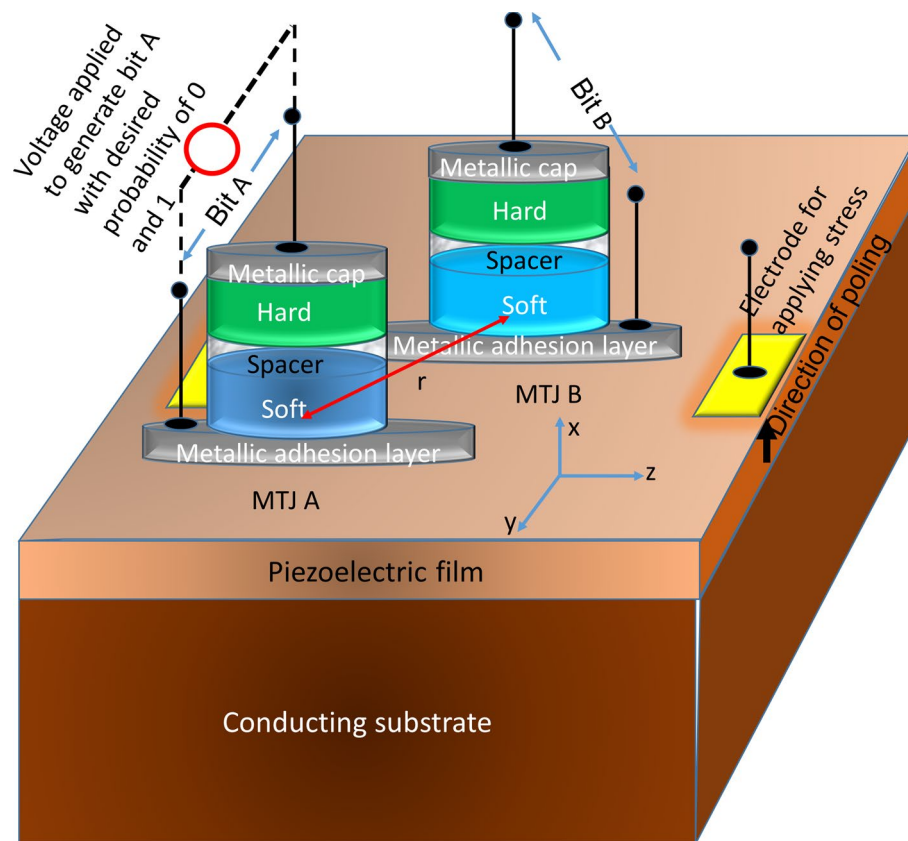 Voltage applied
to generate bit A
with desired
probability of 0
and 1
Bit A
Bit B
Metallic cap
Hard
Spacer
Soft
Metallic adhesion layer
MTJ B
Metallic cap
Hard
Spacer
Soft
Metallic adhesion layer
MTJ A
r
Electrode for
applying stress
Direction of poling
x
z
y
Piezoelectric film
Conducting substrate